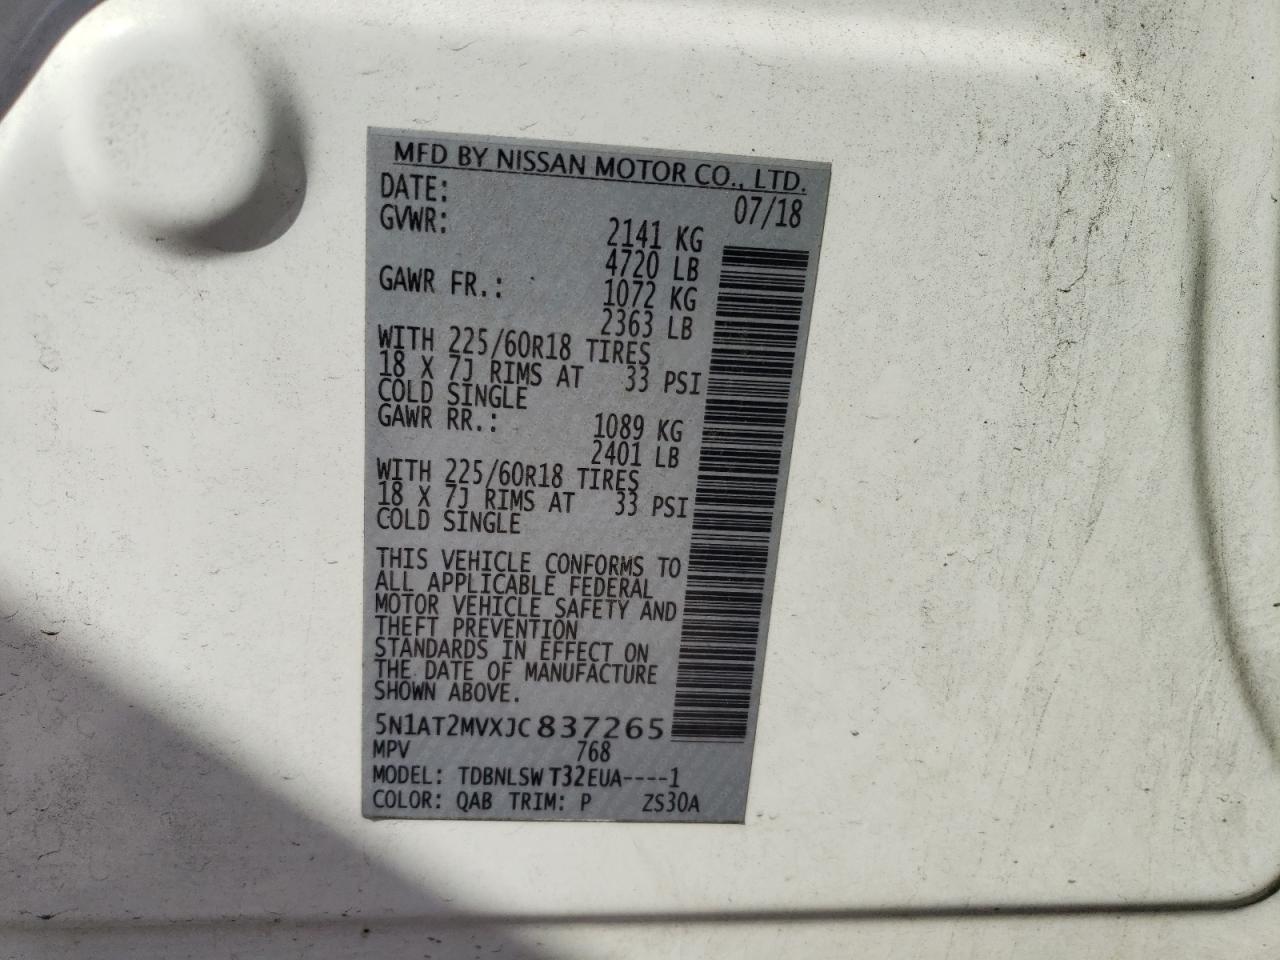 MFD BY NISSAN MOTOR CO., LTD.
DATE: 07/18
GVWR: 2141 KG
4720 LB
GAWR FR.: 1072 KG
2363 LB
WITH 225/60R18 TIRES
18 X 7J RIMS AT 33 PSI
COLD SINGLE
GAWR RR.: 1089 KG
2401 LB
WITH 225/60R18 TIRES
18 X 7J RIMS AT 33 PSI
COLD SINGLE
THIS VEHICLE CONFORMS TO
ALL APPLICABLE FEDERAL
MOTOR VEHICLE SAFETY AND
THEFT PREVENTION
STANDARDS IN EFFECT ON
THE DATE OF MANUFACTURE
SHOWN ABOVE.
5N1AT2MVXJC837265
MPV 768
MODEL: TDBNLSW T32EUA----1
COLOR: QAB TRIM: P ZS30A